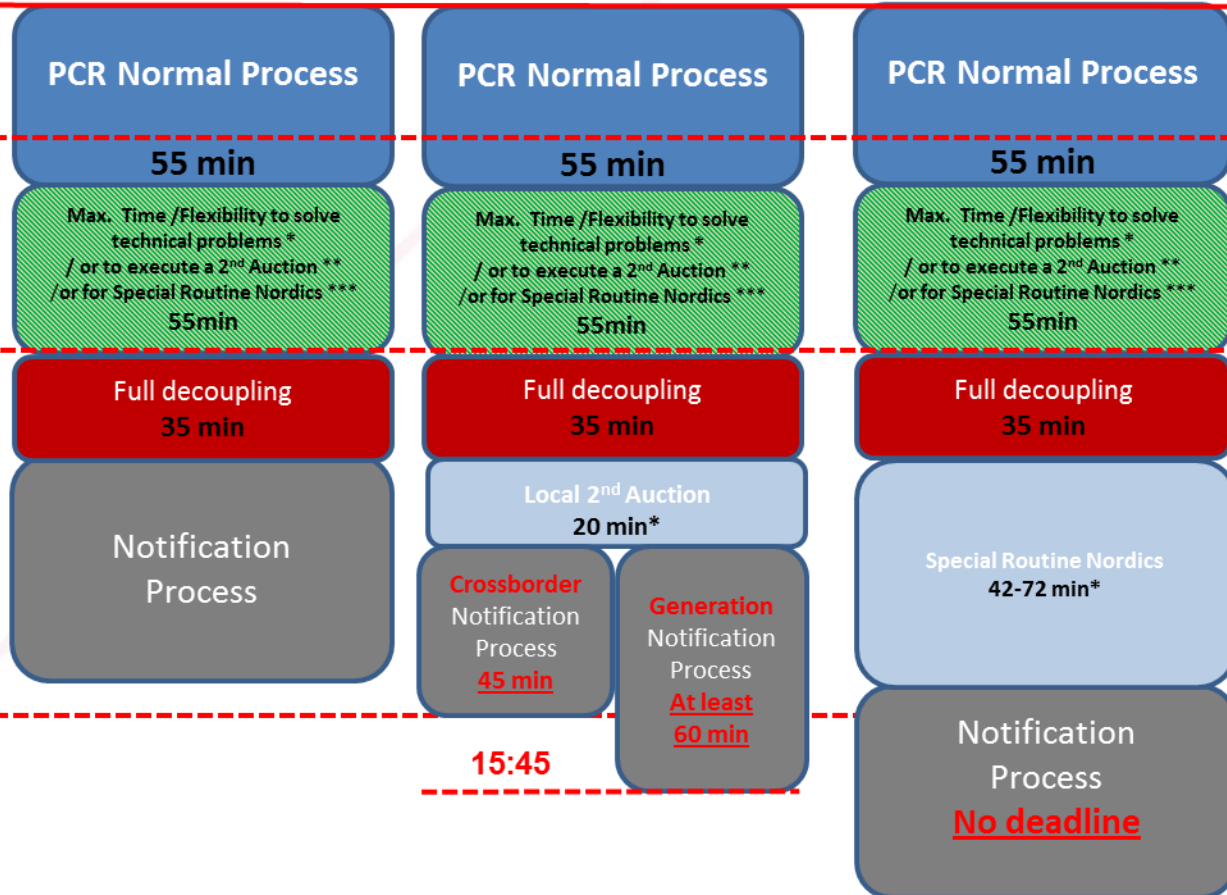 PCR Normal Process
55 min
Max. Time /Flexibility to solve
technical problems *
/ or to execute a 2nd Auction **
/or for Special Routine Nordics ***
55min
Full decoupling
35 min
Notification
Process
PCR Normal Process
55 min
Max. Time /Flexibility to solve
technical problems *
/ or to execute a 2nd Auction **
/or for Special Routine Nordics ***
55min
Full decoupling
35 min
Local 2nd Auction
20 min*
Crossborder
Notification
Process
45 min
Generation
Notification
Process
At least
60 min
15:45
PCR Normal Process
55 min
Max. Time /Flexibility to solve
technical problems *
/ or to execute a 2nd Auction **
/or for Special Routine Nordics ***
55min
Full decoupling
35 min
Special Routine Nordics
42-72 min*
Notification
Process
No deadline